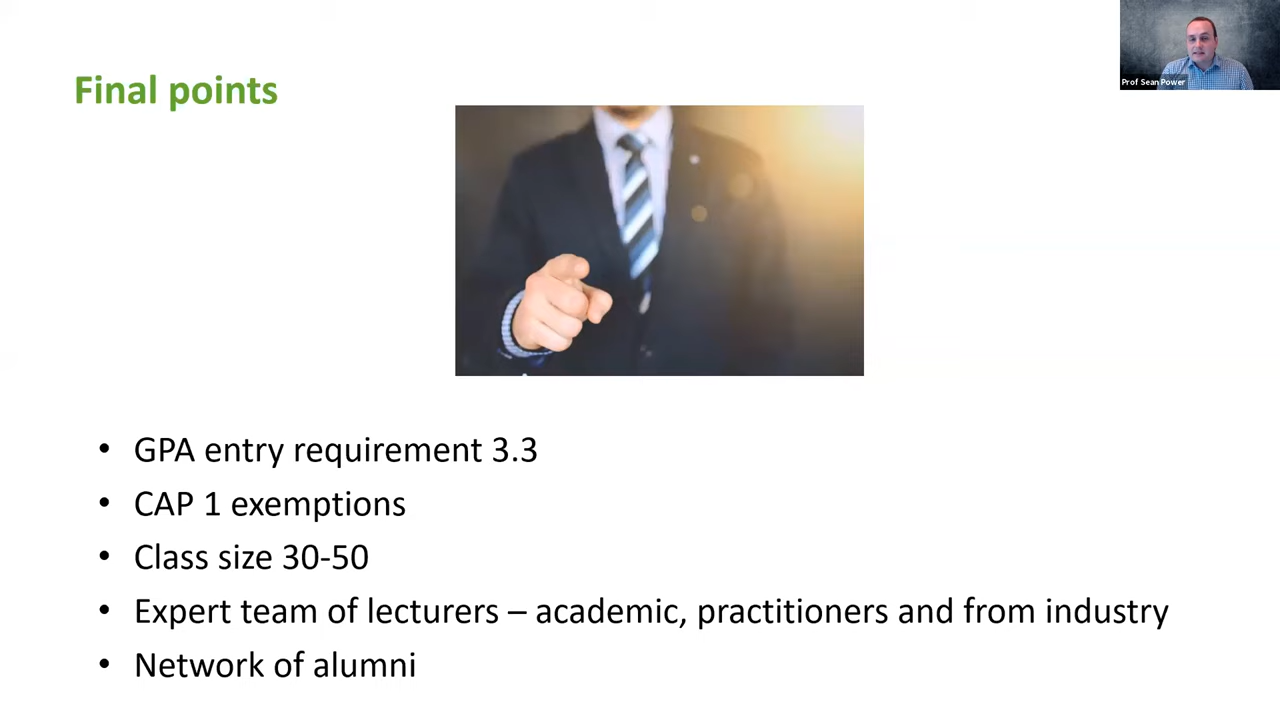 Final points
Prof Sean Power
• GPA entry requirement 3.3
• CAP 1 exemptions
• Class size 30-50
• Expert team of lecturers – academic, practitioners and from industry
• Network of alumni